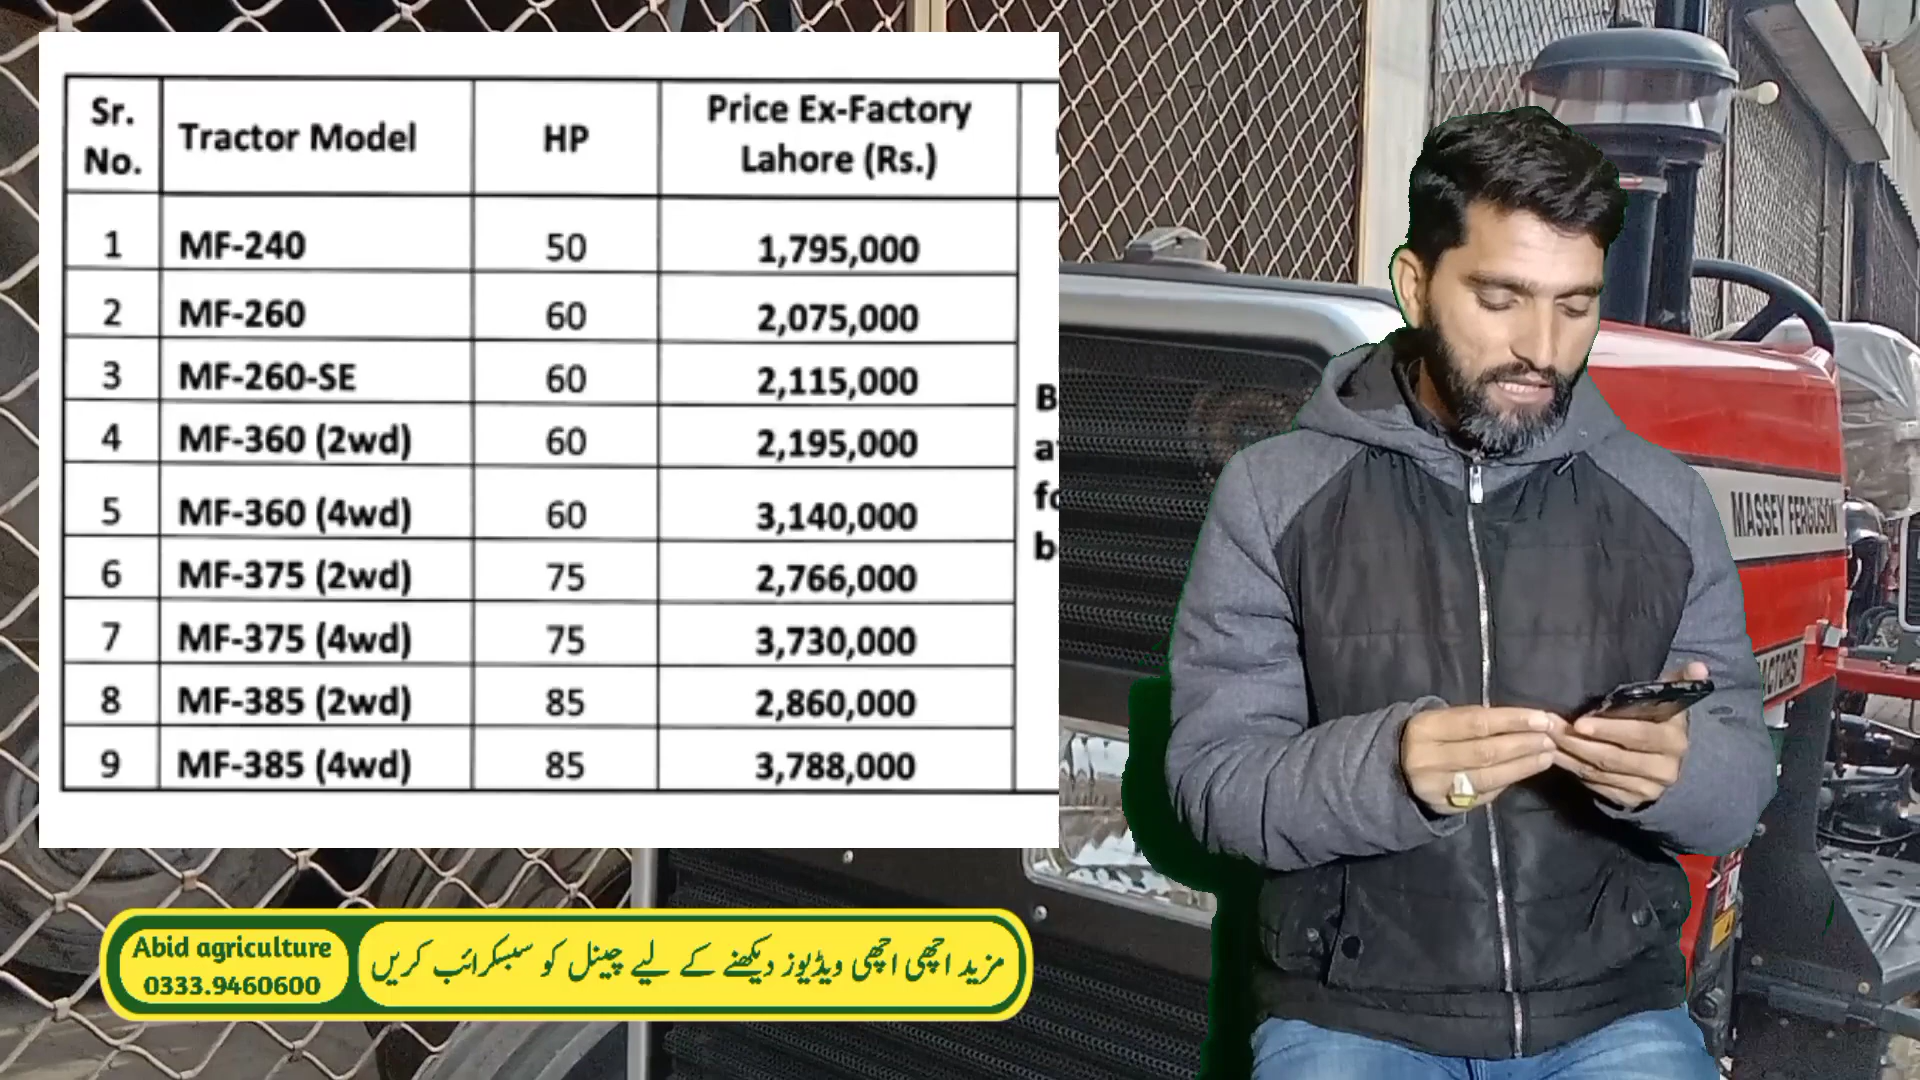 Sr. No. Tractor Model HP Price Ex-Factory Lahore (Rs.)
1 MF-240 50 1,795,000
2 MF-260 60 2,075,000
3 MF-260-SE 60 2,115,000
4 MF-360 (2wd) 60 2,195,000
5 MF-360 (4wd) 60 3,140,000
6 MF-375 (2wd) 75 2,766,000
7 MF-375 (4wd) 75 3,730,000
8 MF-385 (2wd) 85 2,860,000
9 MF-385 (4wd) 85 3,788,000
MASSEY FERGUSON
Abid agriculture
0333.9460600
مزید اچھی اچھی ویڈیوز دیکھنے کے لیے چینل کو سبسکرائب کریں